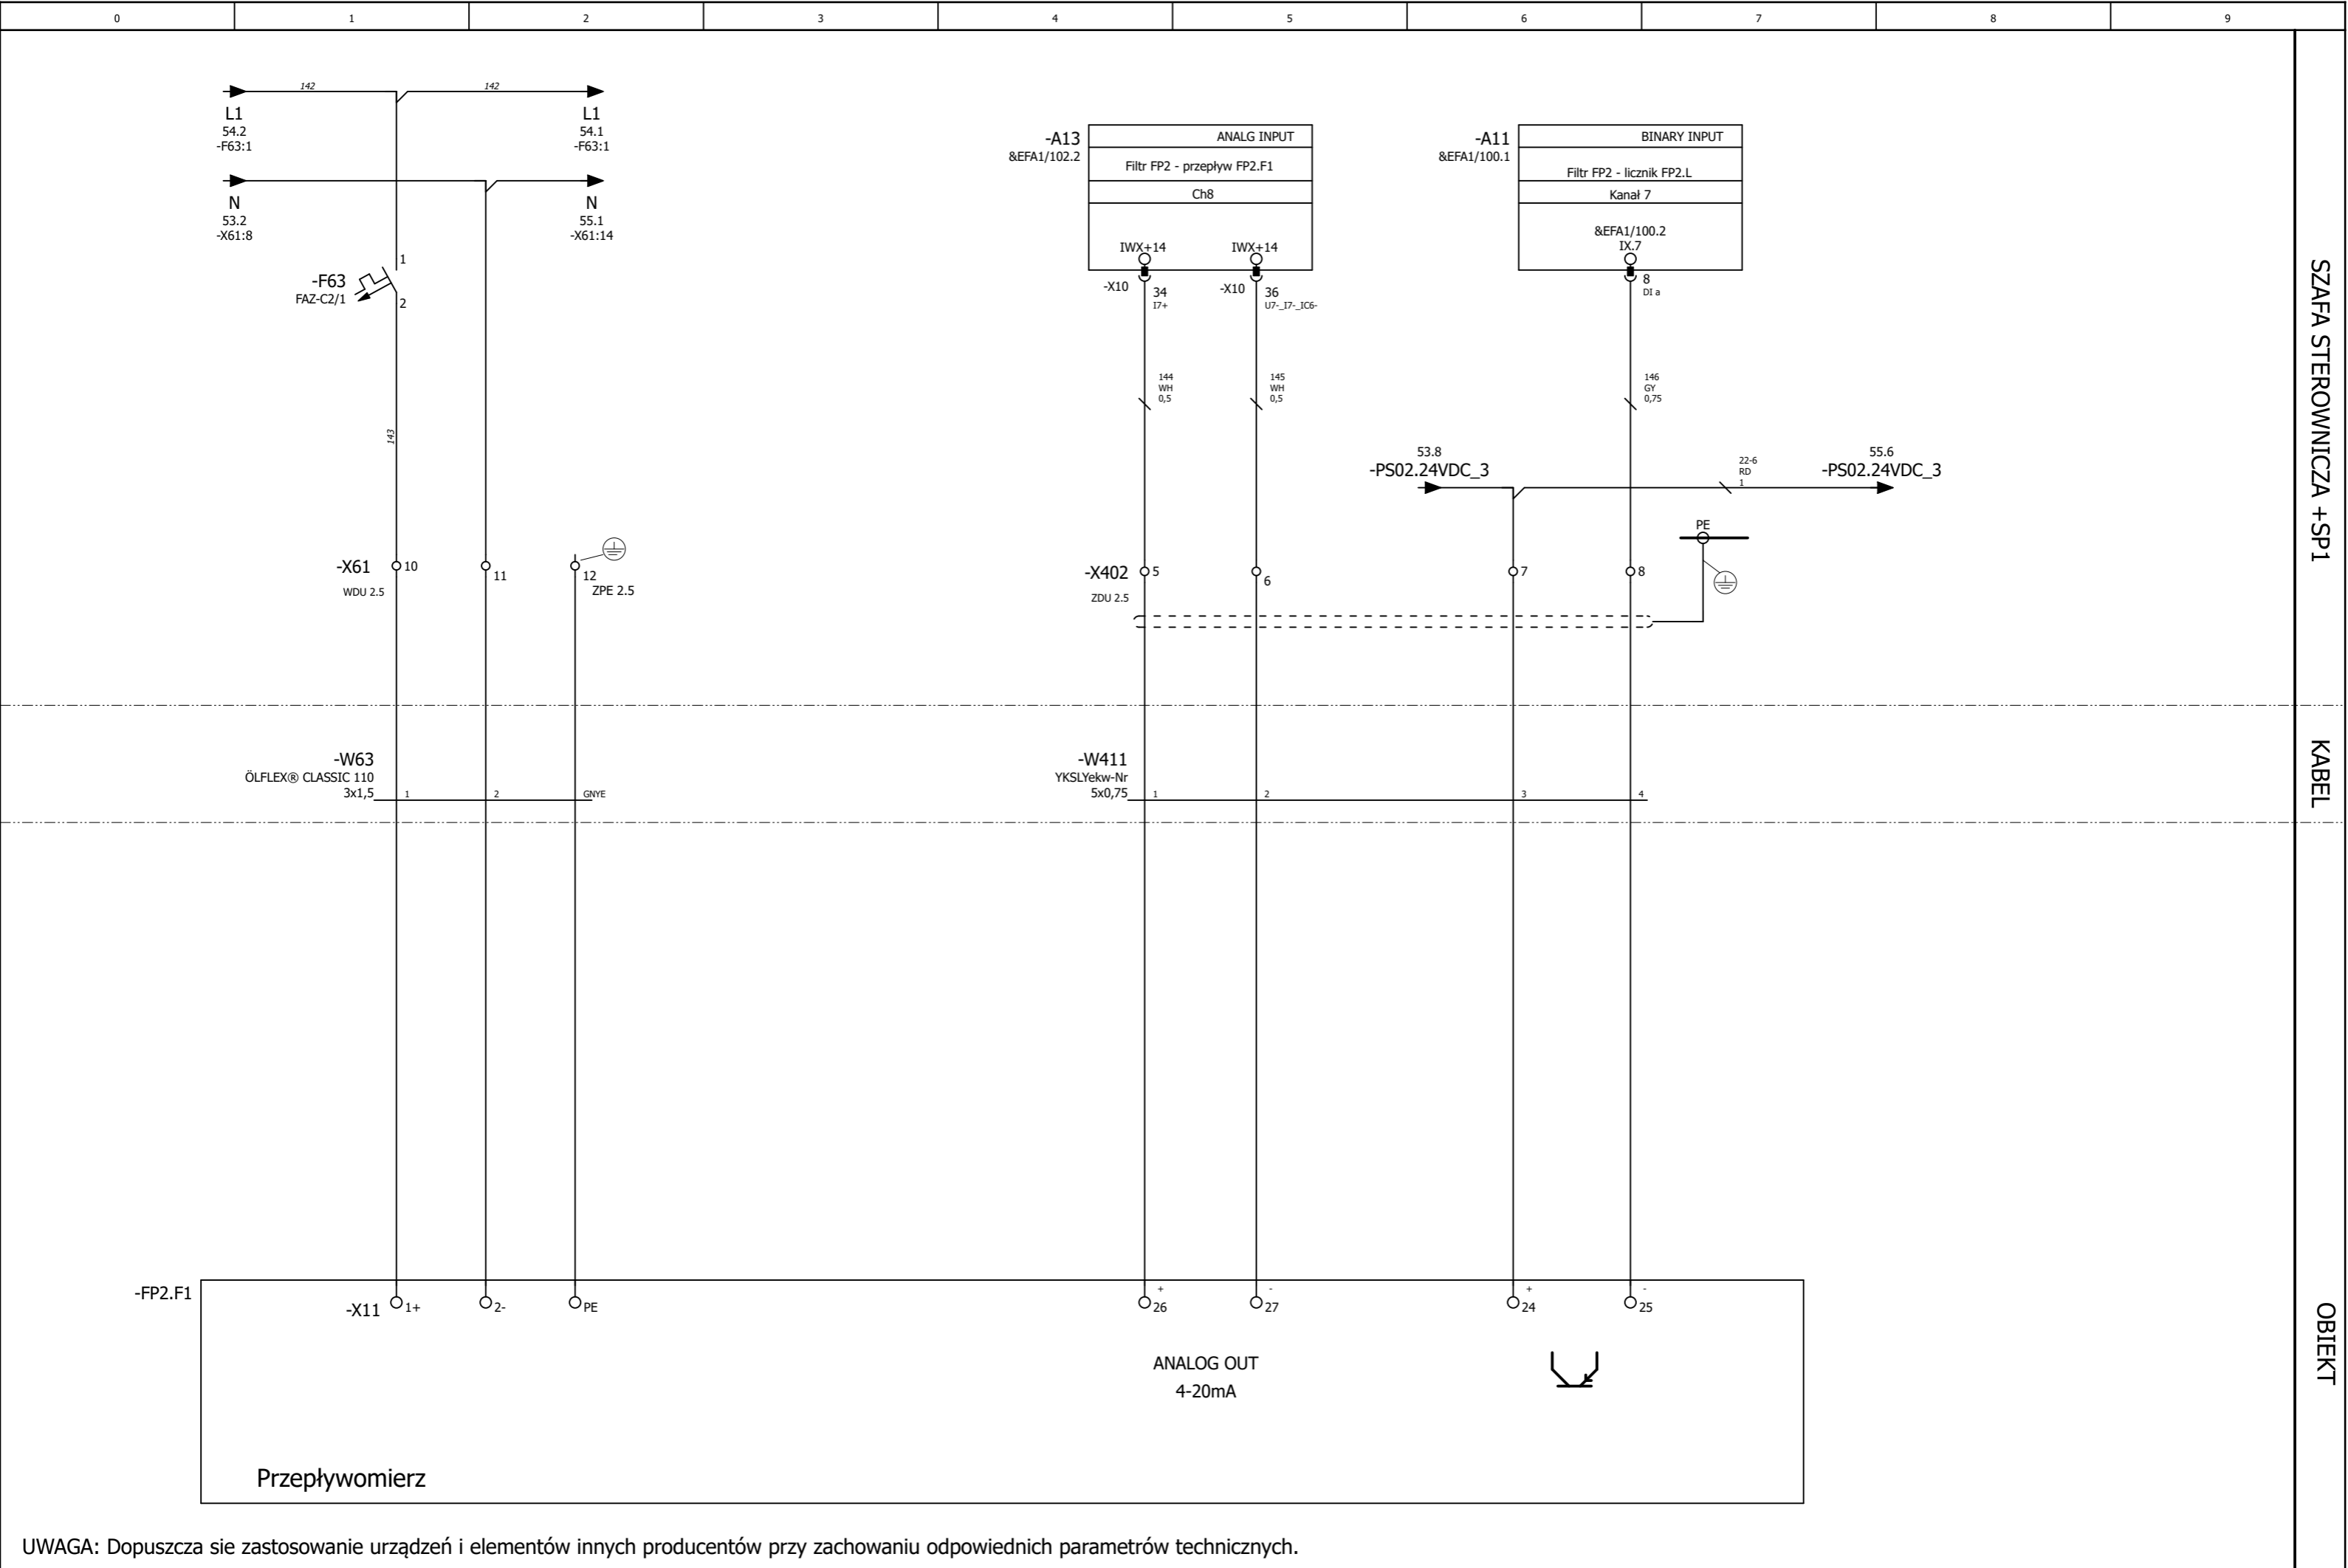 0 1 2 3 4 5 6 7 8 9
142 142
L1
54.2
-F63:1
L1
54.1
-F63:1
N
53.2
-X61:8
N
55.1
-X61:14
-F63
FAZ-C2/1
1
2
143
-X61
WDU 2.5
10
11
12
ZPE 2.5
-A13
&EFA1/102.2
ANALG INPUT
Filtr FP2 - przepływ FP2.F1
Ch8
IWX+14 IWX+14
-X10
34
I7+
-X10
36
U7-_I7-_IC6-
144
WH
0,5
145
WH
0,5
-A11
&EFA1/100.1
BINARY INPUT
Filtr FP2 - licznik FP2.L
Kanał 7
&EFA1/100.2
IX.7
8
DI a
146
GY
0,75
53.8
-PS02.24VDC_3
22-6
RD
1
55.6
-PS02.24VDC_3
PE
-X402
ZDU 2.5
5
6
7
8
SZAFA STEROWNICZA +SP1
-W63
ÖLFLEX® CLASSIC 110
3x1,5
1 2 GNYE
-W411
YKSLYekw-Nr
5x0,75
1 2 3 4
KABEL
-FP2.F1
-X11
1+
2-
PE
+
26
-
27
+
24
-
25
ANALOG OUT
4-20mA
Przepływomierz
OBIEKT
UWAGA: Dopuszcza sie zastosowanie urządzeń i elementów innych producentów przy zachowaniu odpowiednich parametrów technicznych.